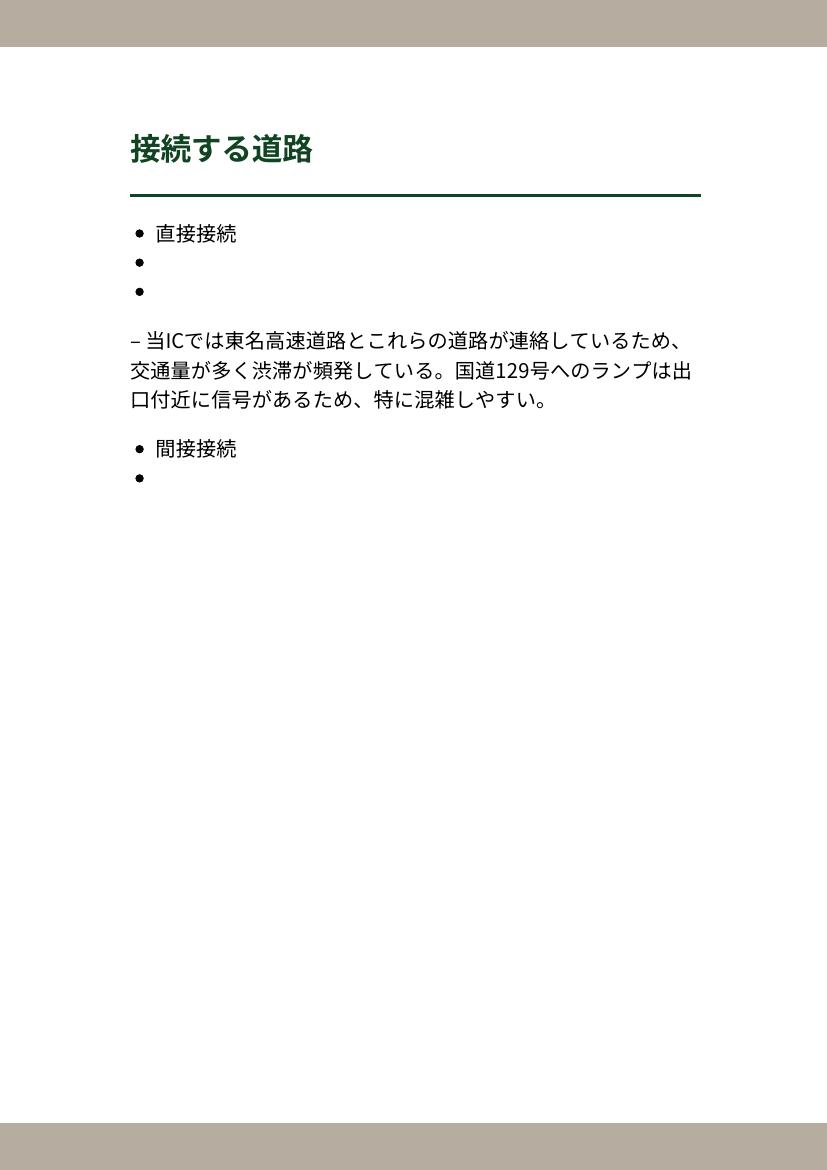 接続する道路
• 直接接続
•
•
– 当ICでは東名高速道路とこれらの道路が連絡しているため、
交通量が多く渋滞が頻発している。国道129号へのランプは出
口付近に信号があるため、特に混雑しやすい。
• 間接接続
•